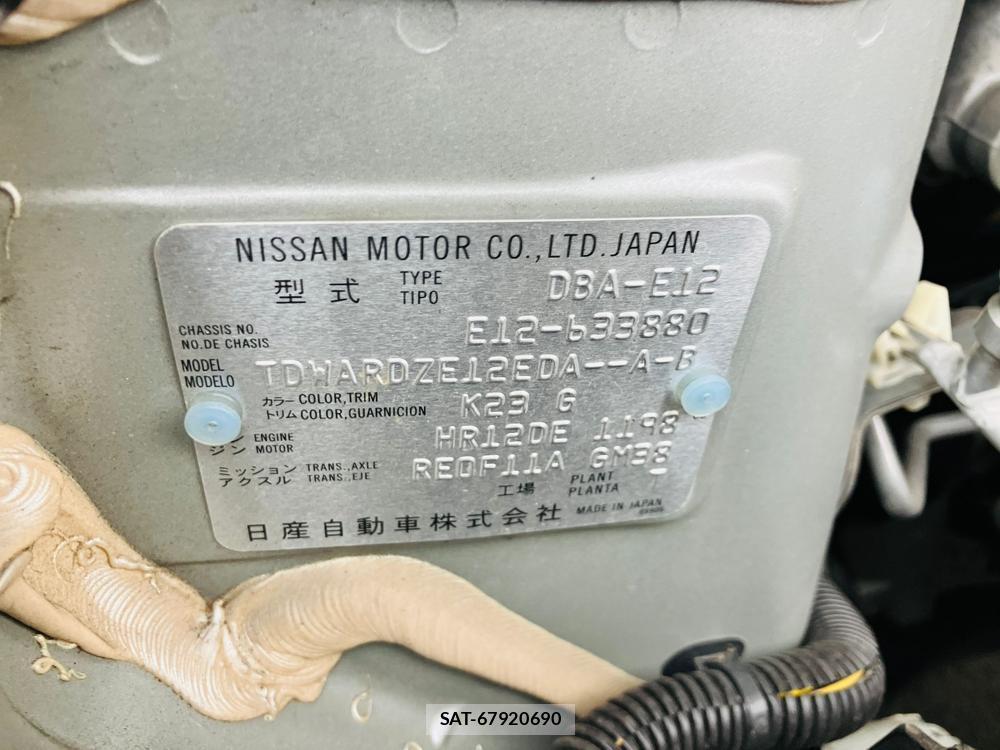 NISSAN MOTOR CO.,LTD.JAPAN
型式 TYPE TIPO DBA-E12
CHASSIS NO. NO.DE CHASIS E12-633880
MODEL MODELO TDWARDZE12EDA--A-B
カラー COLOR,TRIM
トリム COLOR,GUARNICION K23 G
ジン ENGINE MOTOR HR12DE 1198
ミッション TRANS.,AXLE
アクスル TRANS.,EJE RE0F11A GM38
工場 PLANT PLANTA
日産自動車株式会社 MADE IN JAPAN
SAT-67920690